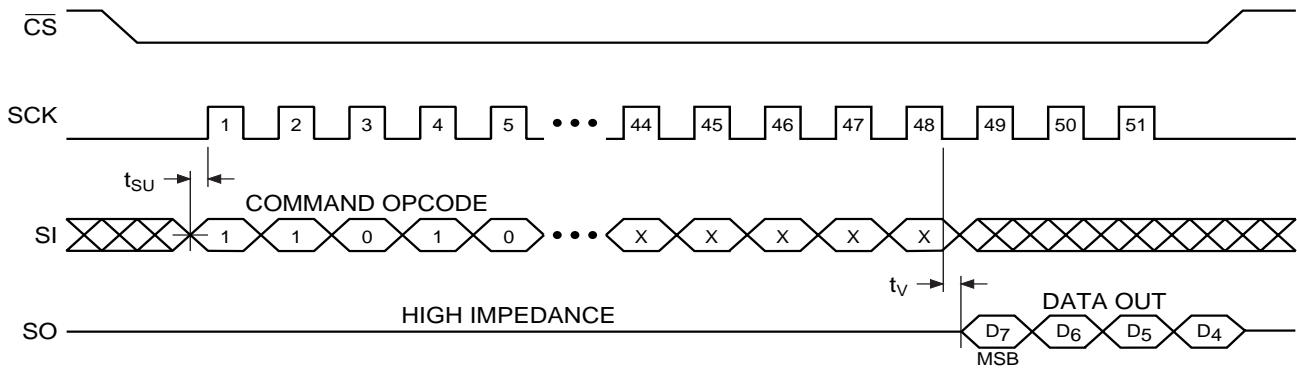 CS
SCK 1 2 3 4 5 ••• 44 45 46 47 48 49 50 51
tSU
COMMAND OPCODE
SI 1 1 0 1 0 ••• X X X X X
tV
HIGH IMPEDANCE
DATA OUT
SO D7 D6 D5 D4
MSB